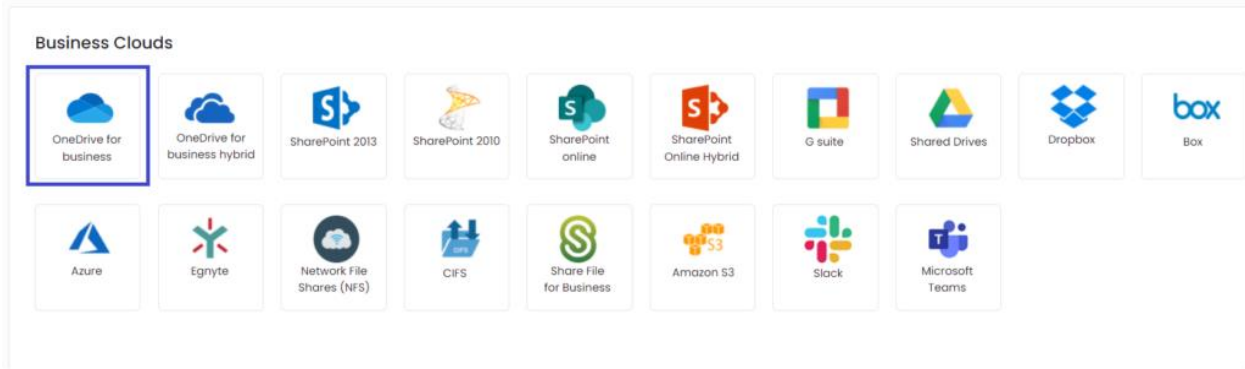 Business Clouds
OneDrive for
business
OneDrive for
business hybrid
S
SharePoint 2013
SharePoint 2010
S
SharePoint
online
S
SharePoint
Online Hybrid
G suite
Shared Drives
Dropbox
box
Box
Azure
Egnyte
Network File
Shares (NFS)
CIFS
CIFS
Share File
for Business
S3
Amazon S3
Slack
T
Microsoft
Teams